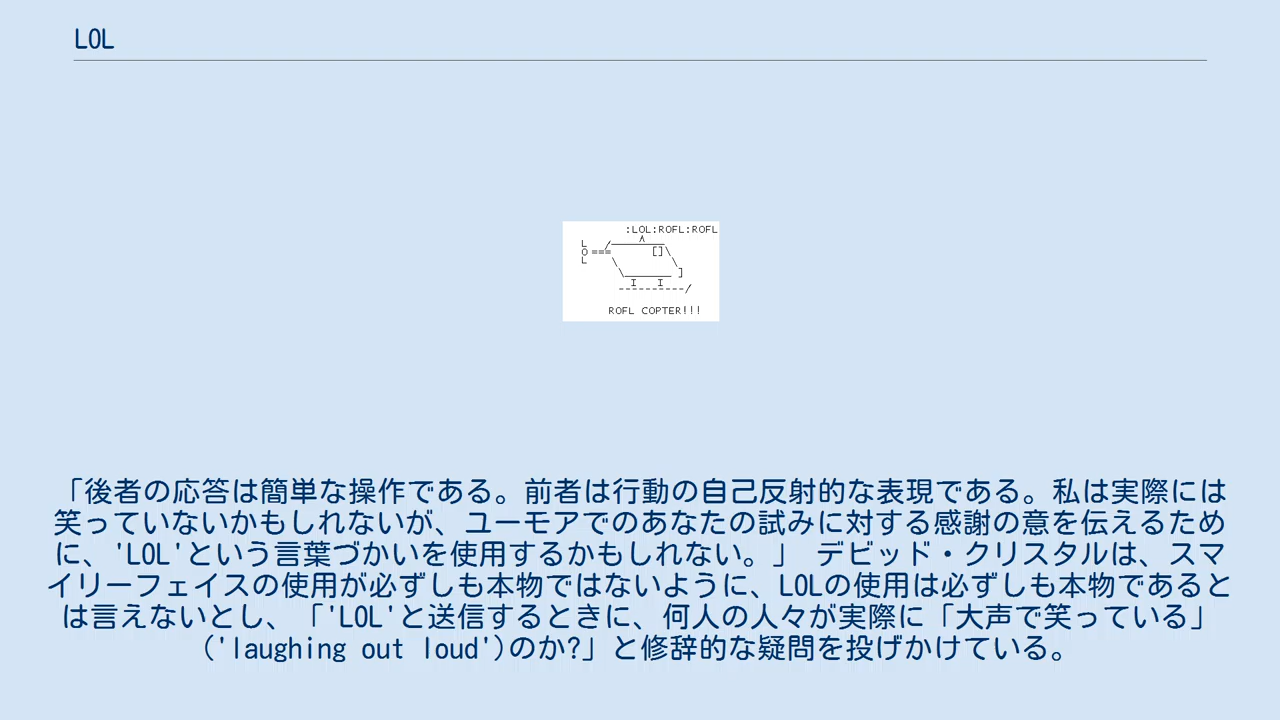 LOL
:LOL:ROFL:ROFL
L
O ===
L
[]\
]
I I
----------/
ROFL COPTER!!!
「後者の応答は簡単な操作である。前者は行動の自己反射的な表現である。私は実際には
笑っていないかもしれないが、ユーモアでのあなたの試みに対する感謝の意を伝えるため
に、'LOL'という言葉づかいを使用するかもしれない。」 デビッド・クリスタルは、スマ
イリーフェイスの使用が必ずしも本物ではないように、LOLの使用は必ずしも本物であると
は言えないとし、「'LOL'と送信するときに、何人の人々が実際に「大声で笑っている」
('laughing out loud')のか?」と修辞的な疑問を投げかけている。